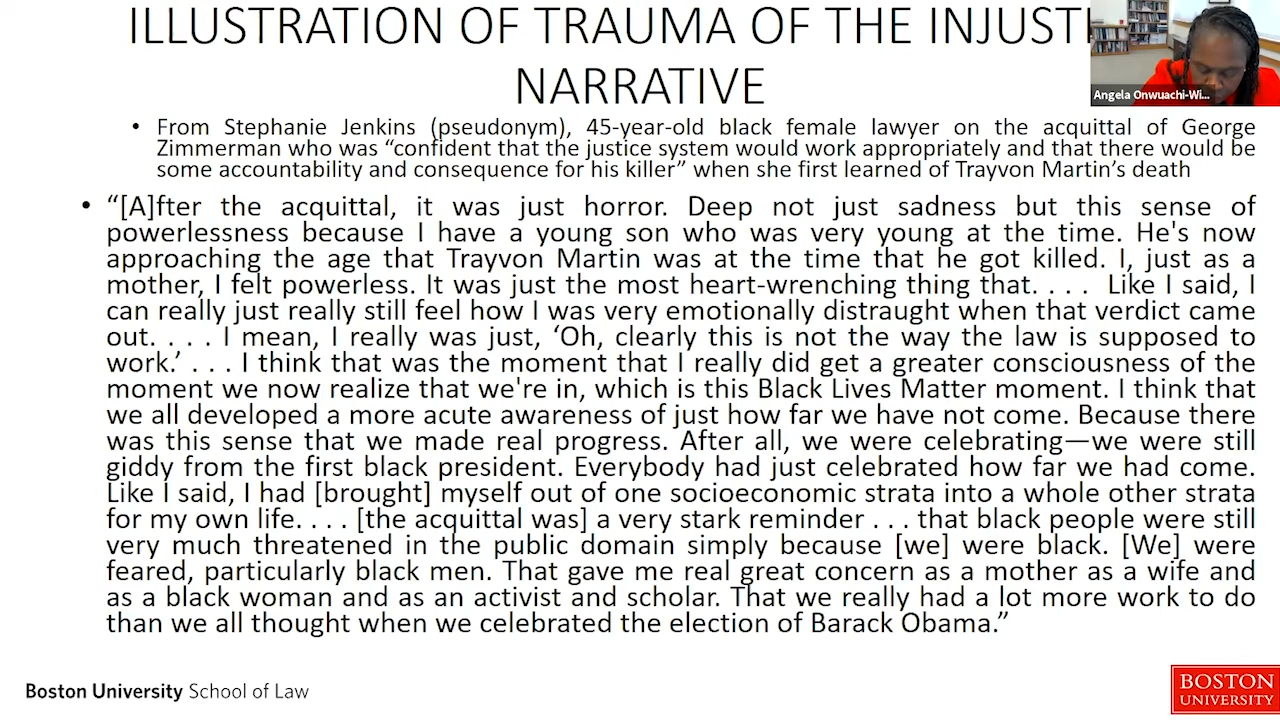 ILLUSTRATION OF TRAUMA OF THE INJUSTI
NARRATIVE
Angela Onwuachi-Wi...
• From Stephanie Jenkins (pseudonym), 45-year-old black female lawyer on the acquittal of George
Zimmerman who was “confident that the justice system would work appropriately and that there would be
some accountability and consequence for his killer” when she first learned of Trayvon Martin’s death
• “[A]fter the acquittal, it was just horror. Deep not just sadness but this sense of
powerlessness because I have a young son who was very young at the time. He's now
approaching the age that Trayvon Martin was at the time that he got killed. I, just as a
mother, I felt powerless. It was just the most heart-wrenching thing that. . . . Like I said, I
can really just really still feel how I was very emotionally distraught when that verdict came
out. . . . I mean, I really was just, ‘Oh, clearly this is not the way the law is supposed to
work.’ . . . I think that was the moment that I really did get a greater consciousness of the
moment we now realize that we're in, which is this Black Lives Matter moment. I think that
we all developed a more acute awareness of just how far we have not come. Because there
was this sense that we made real progress. After all, we were celebrating—we were still
giddy from the first black president. Everybody had just celebrated how far we had come.
Like I said, I had [brought] myself out of one socioeconomic strata into a whole other strata
for my own life. . . . [the acquittal was] a very stark reminder . . . that black people were still
very much threatened in the public domain simply because [we] were black. [We] were
feared, particularly black men. That gave me real great concern as a mother as a wife and
as a black woman and as an activist and scholar. That we really had a lot more work to do
than we all thought when we celebrated the election of Barack Obama.”
Boston University School of Law
BOSTON
UNIVERSITY